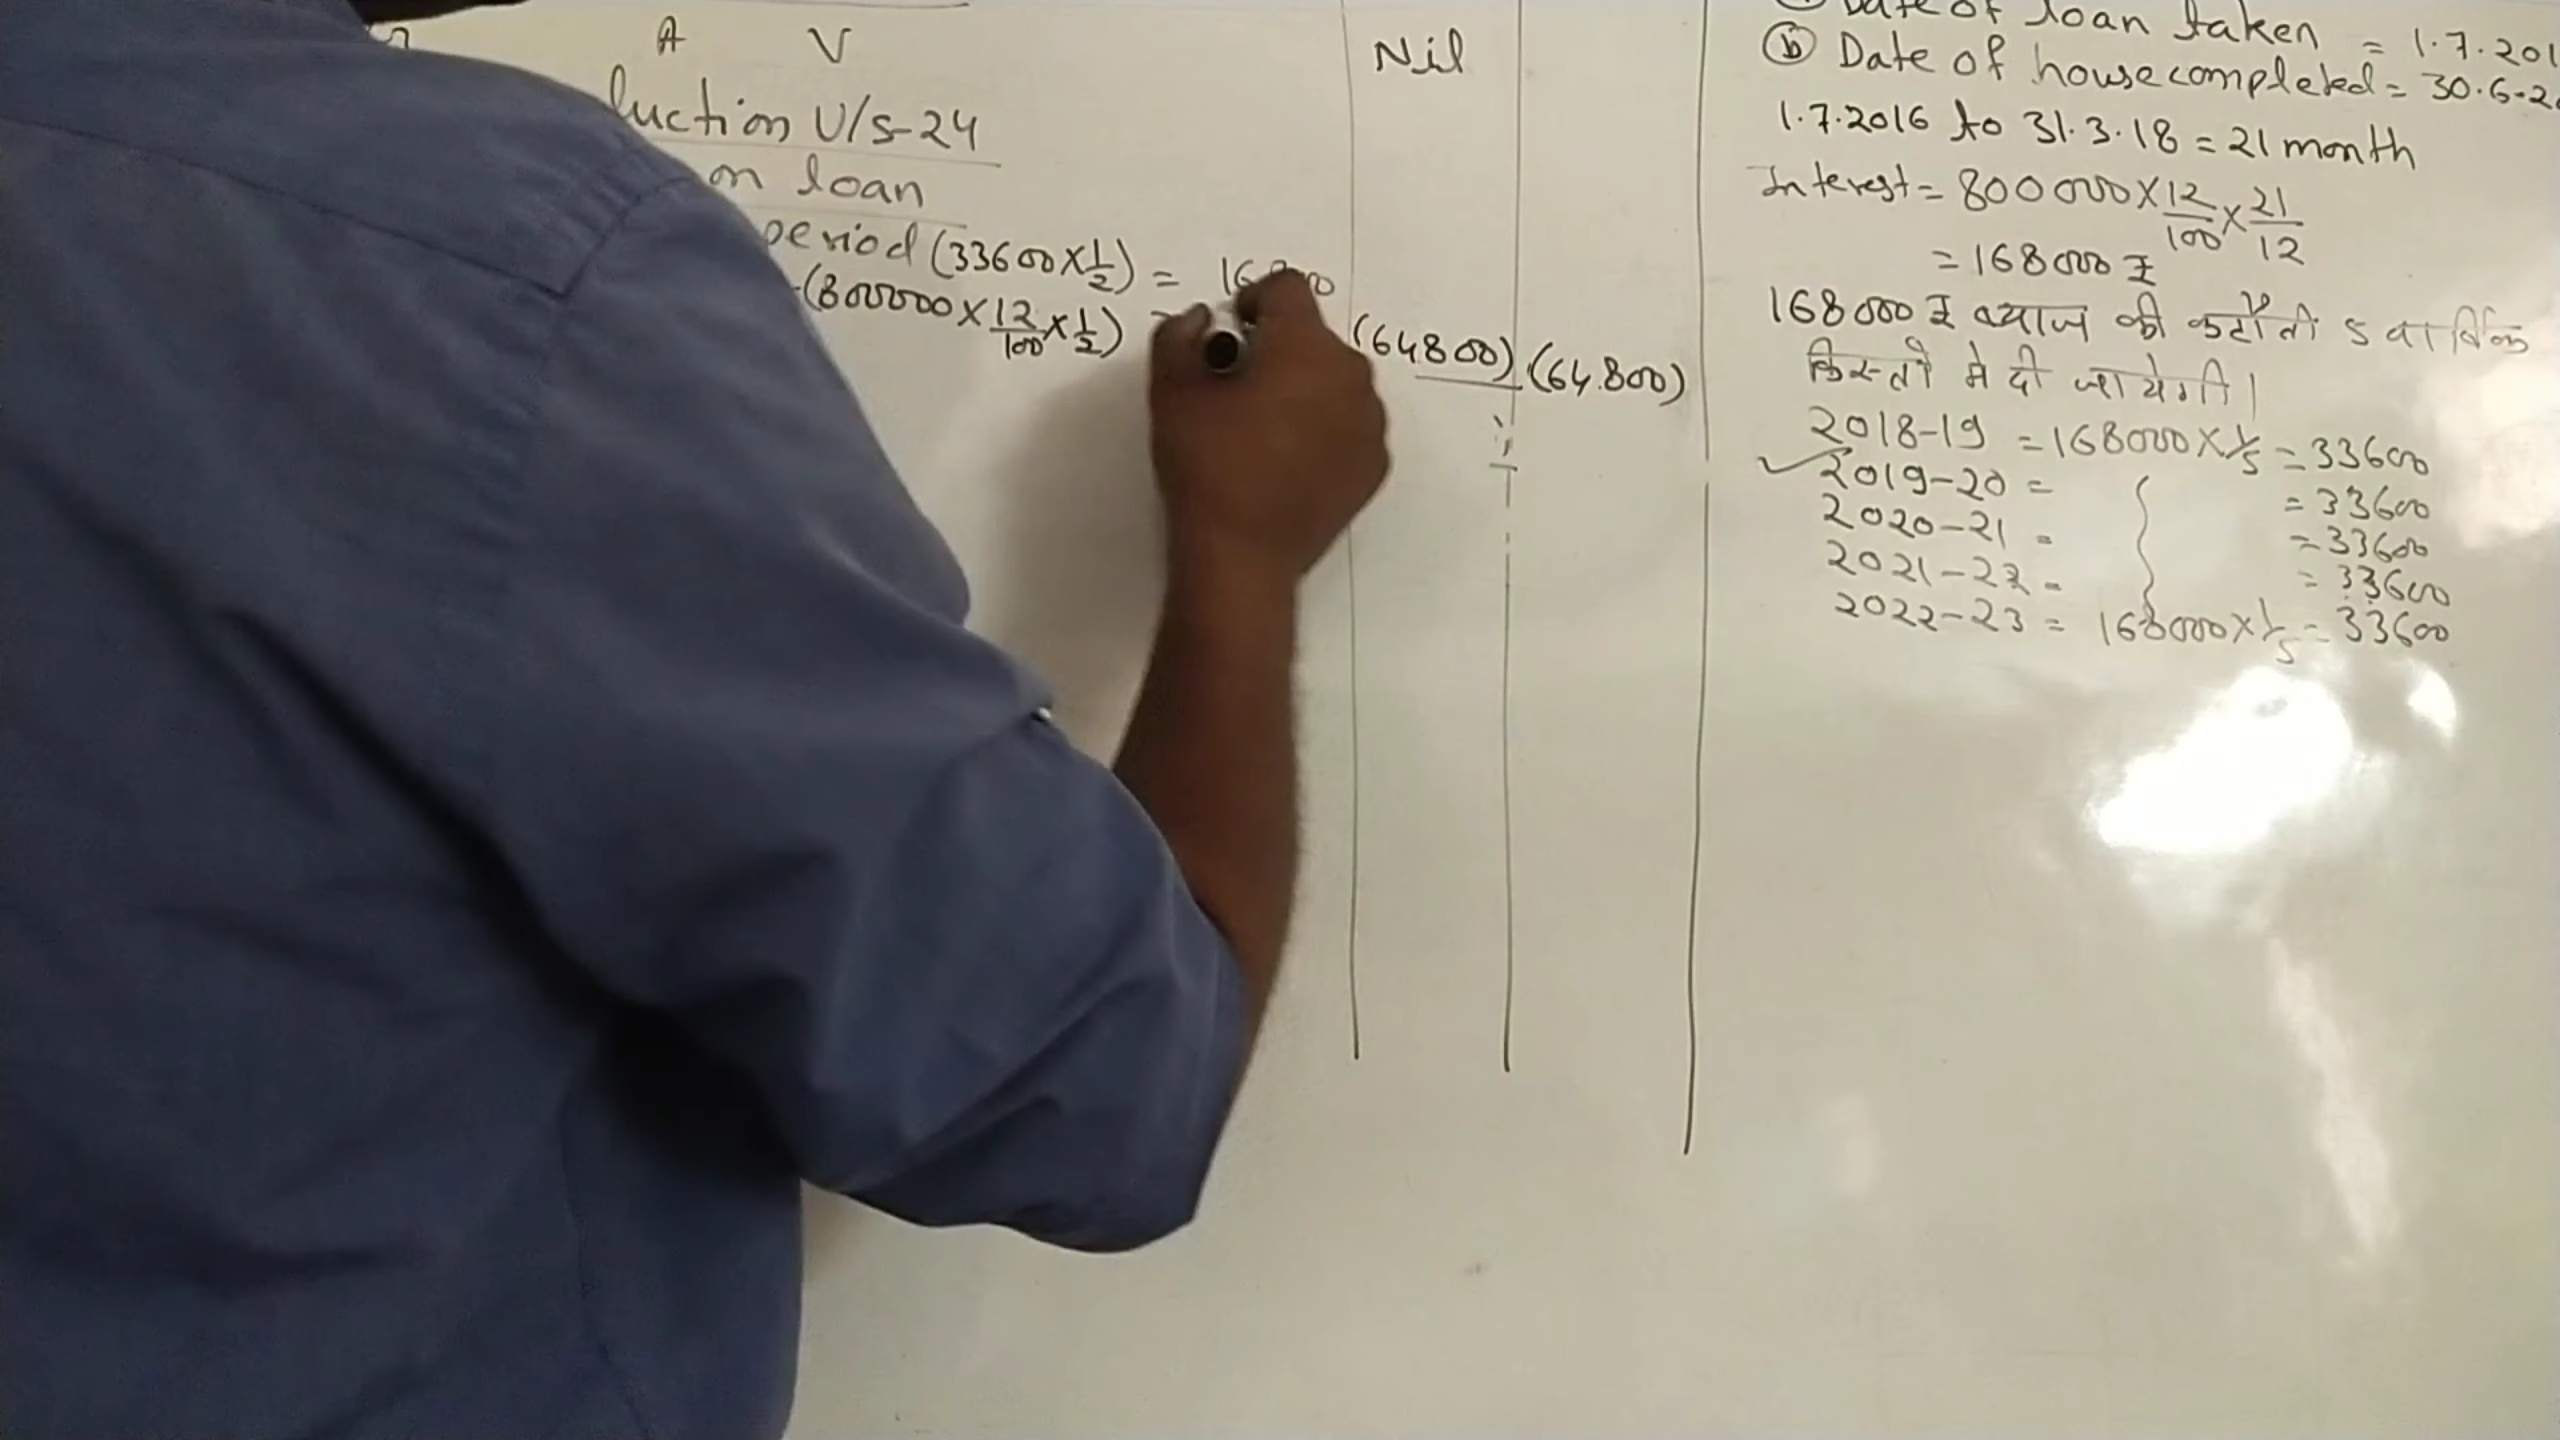 A V
Nil
luction U/s-24
on loan
period (33600×1/2) =
(800000×12/100×1/2)
(64800) (64.800)
Date of loan taken = 1.7.201
(b) Date of house completed = 30.6.2
1.7.2016 to 31.3.18 = 21 month
Interest = 800000×12/100×21/12
= 168000 ₹
168000 ₹ ब्याज की कटौती 5 वार्षिक
किस्तों मे दी जायेगी।
2018-19 = 168000×1/5 = 33600
✓ 2019-20 = = 33600
2020-21 = = 33600
2021-22 = = 33600
2022-23 = 168000×1/5 = 33600